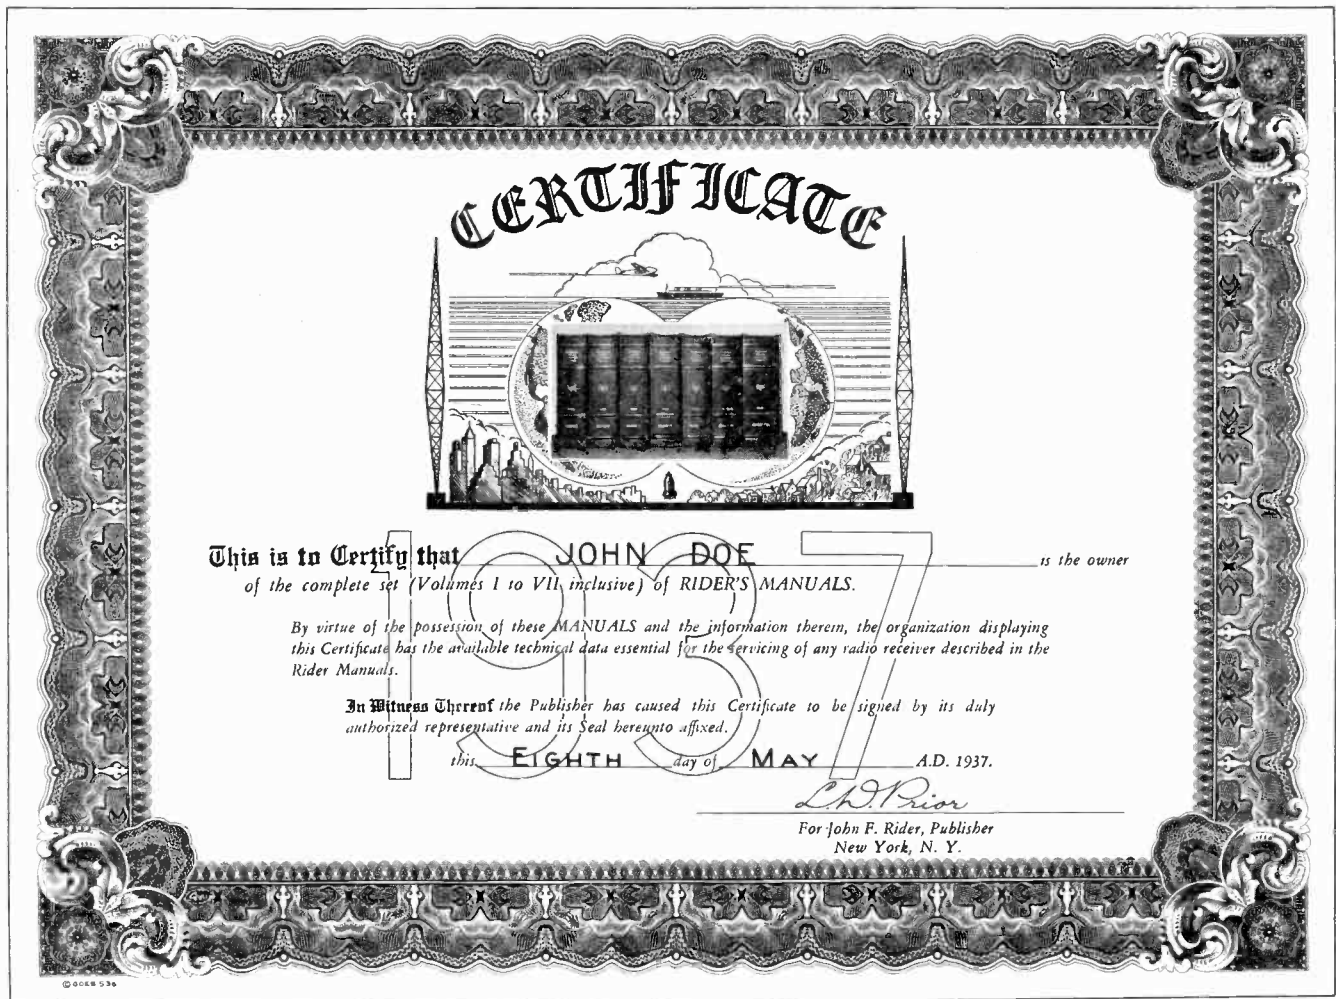 CERTIFICATE
This is to Certify that JOHN DOE is the owner
of the complete set (Volumes I to VII inclusive) of RIDER'S MANUALS.
By virtue of the possession of these MANUALS and the information therein, the organization displaying
this Certificate has the available technical data essential for the servicing of any radio receiver described in the
Rider Manuals.
In Witness Thereof the Publisher has caused this Certificate to be signed by its duly
authorized representative and its Seal hereunto affixed.
this EIGHTH day of MAY A.D. 1937.
1937
L.D. Prior
For John F. Rider, Publisher
New York, N. Y.
© GOES 536